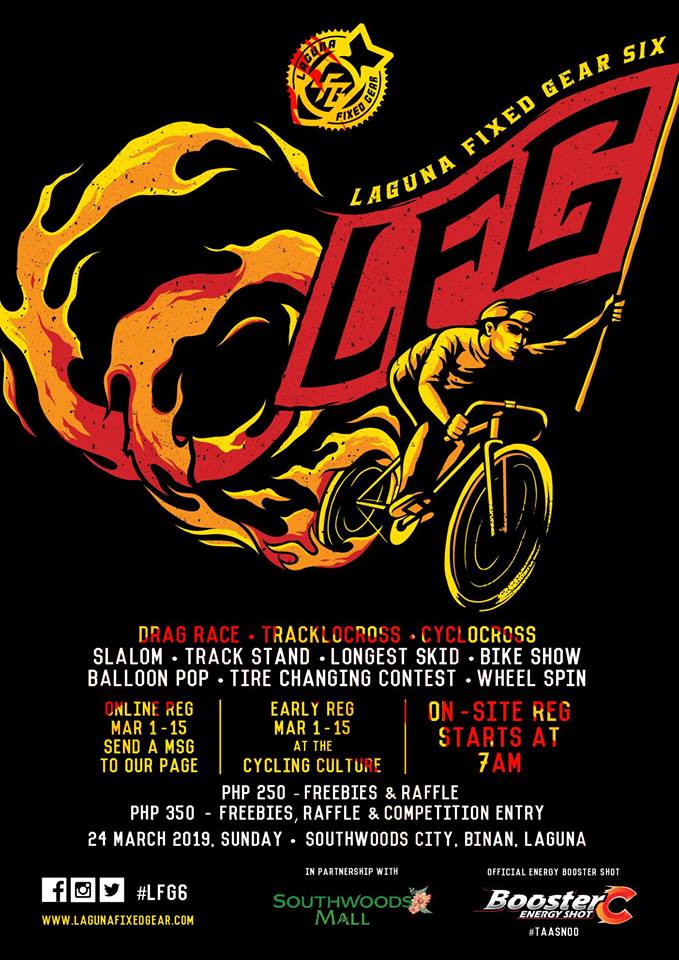 LAGUNA
FG
FIXED GEAR
LAGUNA FIXED GEAR SIX
LFG
DRAG RACE • TRACKLOCROSS • CYCLOCROSS
SLALOM • TRACK STAND • LONGEST SKID • BIKE SHOW
BALLOON POP • TIRE CHANGING CONTEST • WHEEL SPIN
ONLINE REG
MAR 1-15
SEND A MSG
TO OUR PAGE
EARLY REG
MAR 1-15
AT THE
CYCLING CULTURE
ON-SITE REG
STARTS AT
7AM
PHP 250 - FREEBIES & RAFFLE
PHP 350 - FREEBIES, RAFFLE & COMPETITION ENTRY
24 MARCH 2019, SUNDAY • SOUTHWOODS CITY, BINAN, LAGUNA
#LFG6
WWW.LAGUNAFIXEDGEAR.COM
IN PARTNERSHIP WITH
SOUTHWOODS
MALL
OFFICIAL ENERGY BOOSTER SHOT
Booster C
ENERGY SHOT
#TAASNOO